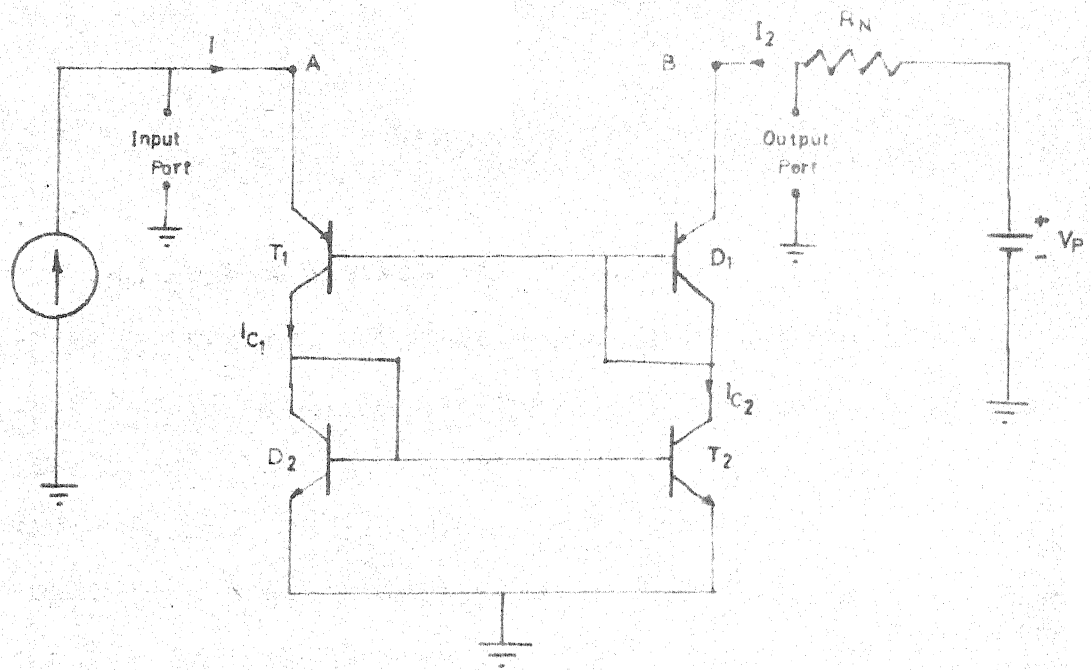 I
A
B
I2
RN
Input
Port
Output
Port
T1
D1
+
VP
-
IC1
IC2
D2
T2